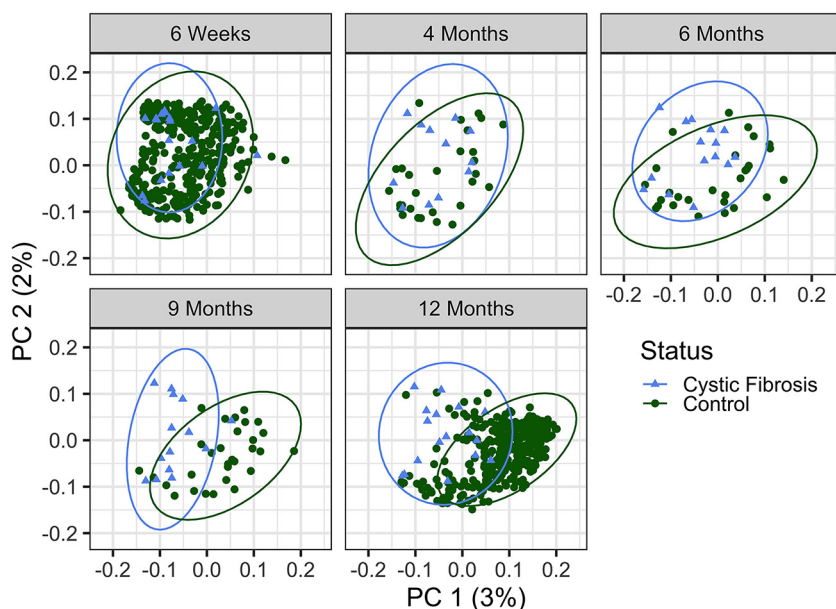 6 Weeks
4 Months
6 Months
0.2
0.1
0.0
-0.1
-0.2
-0.2 -0.1 0.0 0.1 0.2
PC 2 (2%)
9 Months
12 Months
0.2
0.1
0.0
-0.1
-0.2
-0.2 -0.1 0.0 0.1 0.2
-0.2 -0.1 0.0 0.1 0.2
PC 1 (3%)
Status
Cystic Fibrosis
Control